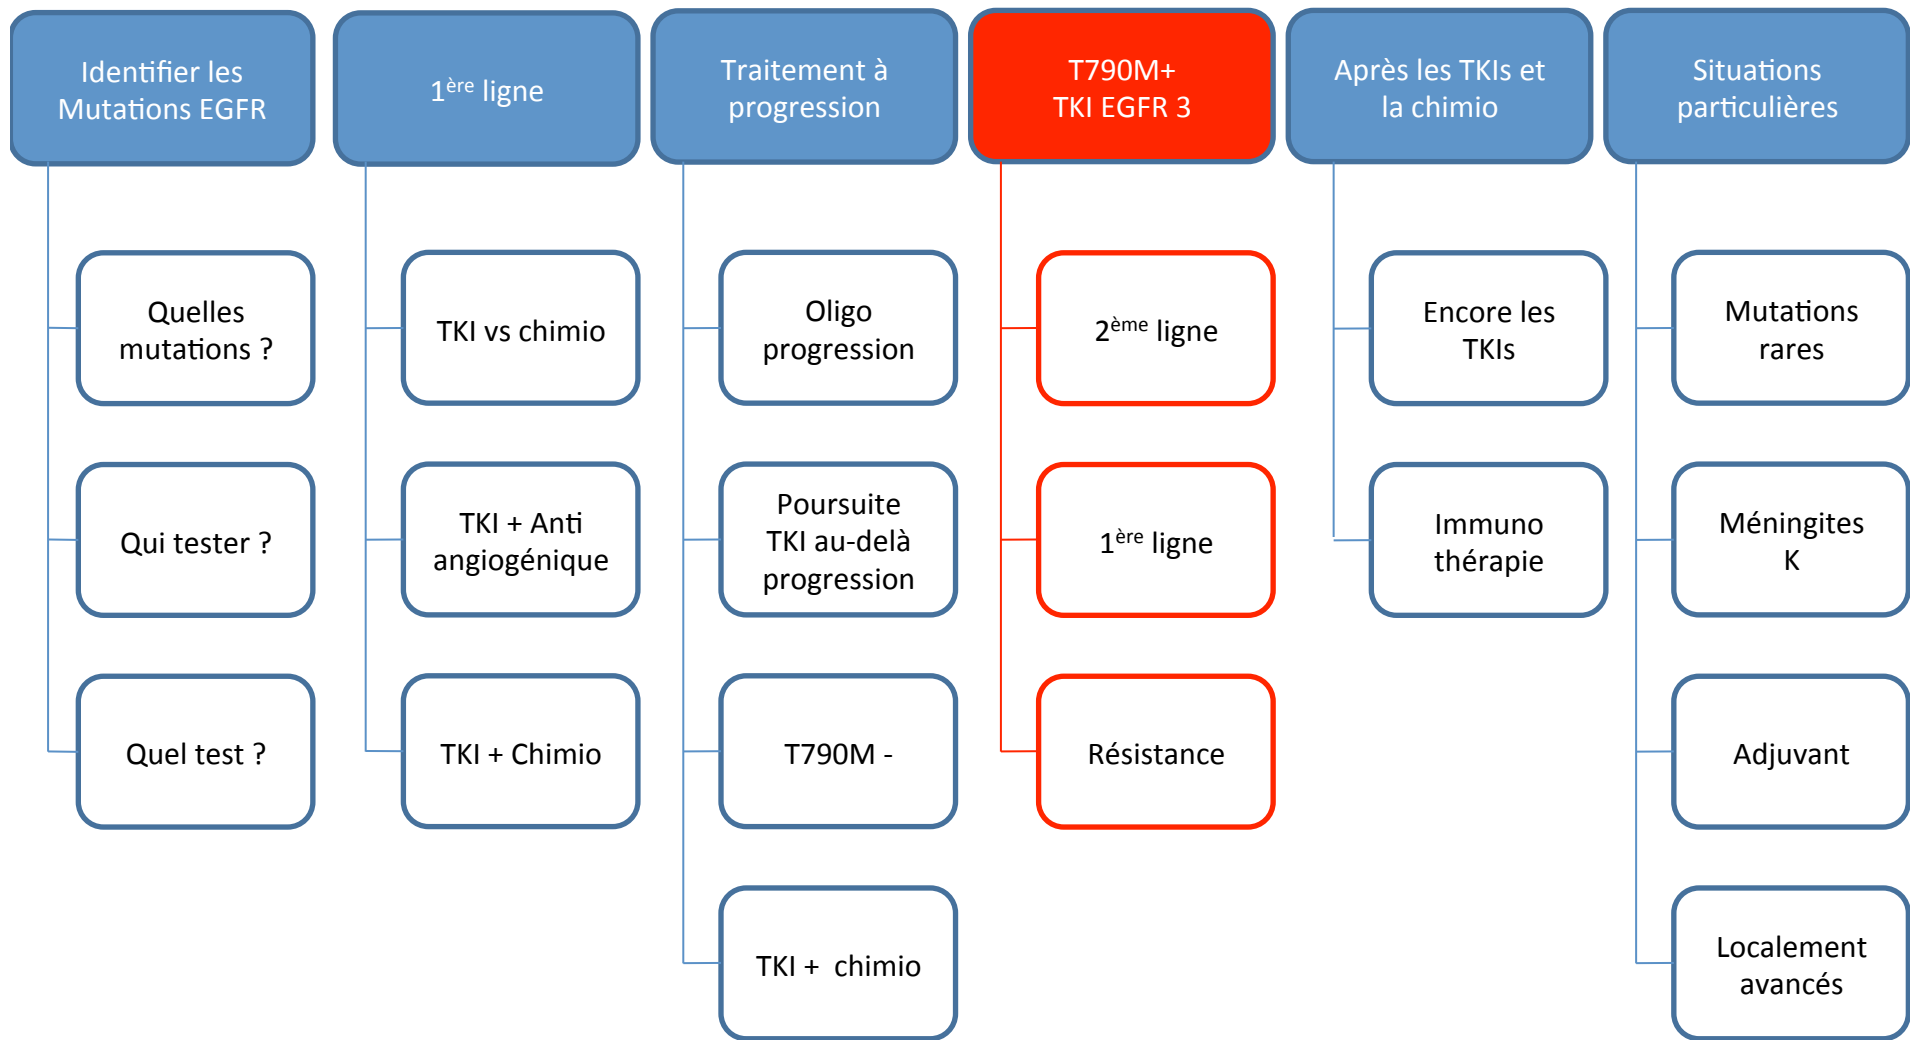 Identifier les
Mutations EGFR
Quelles
mutations ?
Qui tester ?
Quel test ?
1ère ligne
TKI vs chimio
TKI + Anti
angiogénique
TKI + Chimio
Traitement à
progression
Oligo
progression
Poursuite
TKI au-delà
progression
T790M -
TKI + chimio
T790M+
TKI EGFR 3
2ème ligne
1ère ligne
Résistance
Après les TKIs et
la chimio
Encore les
TKIs
Immuno
thérapie
Situations
particulières
Mutations
rares
Méningites
K
Adjuvant
Localement
avancés